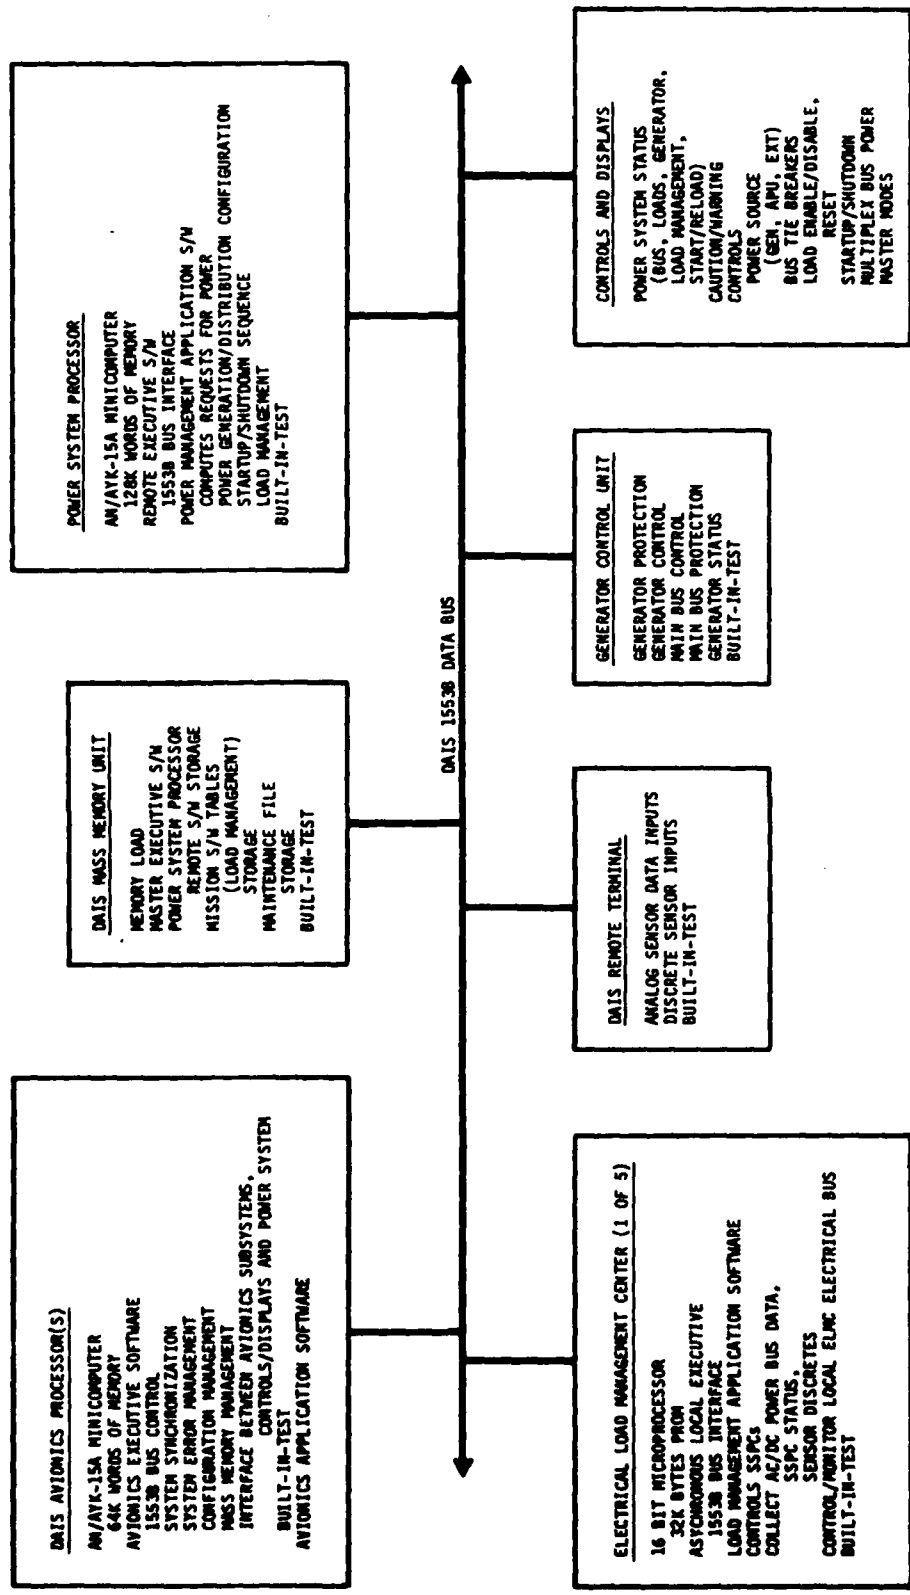 DAIS AVIONICS PROCESSOR(S)
AN/AYK-15A MINICOMPUTER
64K WORDS OF MEMORY
AVIONICS EXECUTIVE SOFTWARE
1553B BUS CONTROL
SYSTEM SYNCHRONIZATION
SYSTEM ERROR MANAGEMENT
CONFIGURATION MANAGEMENT
MASS MEMORY MANAGEMENT
INTERFACE BETWEEN AVIONICS SUBSYSTEMS,
CONTROLS/DISPLAYS AND POWER SYSTEM
BUILT-IN-TEST
AVIONICS APPLICATION SOFTWARE
DAIS MASS MEMORY UNIT
MEMORY LOAD
MASTER EXECUTIVE S/W
POWER SYSTEM PROCESSOR
REMOTE S/W STORAGE
MISSION S/W TABLES
(LOAD MANAGEMENT)
STORAGE
MAINTENANCE FILE
STORAGE
BUILT-IN-TEST
POWER SYSTEM PROCESSOR
AN/AYK-15A MINICOMPUTER
128K WORDS OF MEMORY
REMOTE EXECUTIVE S/W
1553B BUS INTERFACE
POWER MANAGEMENT APPLICATION S/W
COMPUTES REQUESTS FOR POWER
POWER GENERATION/DISTRIBUTION CONFIGURATION
STARTUP/SHUTDOWN SEQUENCE
LOAD MANAGEMENT
BUILT-IN-TEST
DAIS 1553B DATA BUS
ELECTRICAL LOAD MANAGEMENT CENTER (1 OF 5)
16 BIT MICROPROCESSOR
32K BYTES PROM
ASYCHRONOUS LOCAL EXECUTIVE
1553B BUS INTERFACE
LOAD MANAGEMENT APPLICATION SOFTWARE
CONTROLS SSPCs
COLLECT AC/DC POWER BUS DATA,
SSPC STATUS,
SENSOR DISCRETES
CONTROL/MONITOR LOCAL ELMC ELECTRICAL BUS
BUILT-IN-TEST
DAIS REMOTE TERMINAL
ANALOG SENSOR DATA INPUTS
DISCRETE SENSOR INPUTS
BUILT-IN-TEST
GENERATOR CONTROL UNIT
GENERATOR PROTECTION
GENERATOR CONTROL
MAIN BUS CONTROL
MAIN BUS PROTECTION
GENERATOR STATUS
BUILT-IN-TEST
CONTROLS AND DISPLAYS
POWER SYSTEM STATUS
(BUS, LOADS, GENERATOR,
LOAD MANAGEMENT,
START/RELOAD)
CAUTION/WARNING
CONTROLS
POWER SOURCE
(GEN, APU, EXT)
BUS TIE BREAKERS
LOAD ENABLE/DISABLE,
RESET
STARTUP/SHUTDOWN
MULTIPLEX BUS POWER
MASTER MODES